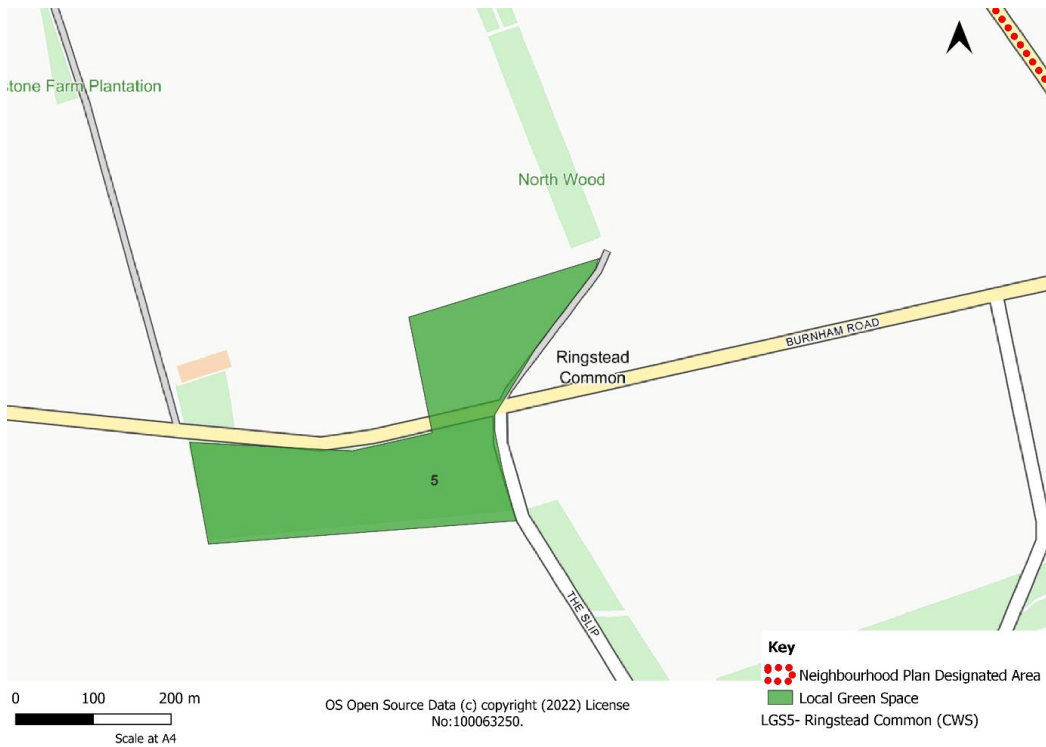 stone Farm Plantation
North Wood
BURNHAM ROAD
Ringstead
Common
5
THE SLIP
Key
Neighbourhood Plan Designated Area
Local Green Space
LGS5- Ringstead Common (CWS)
0 100 200 m
Scale at A4
OS Open Source Data (c) copyright (2022) License
No:100063250.